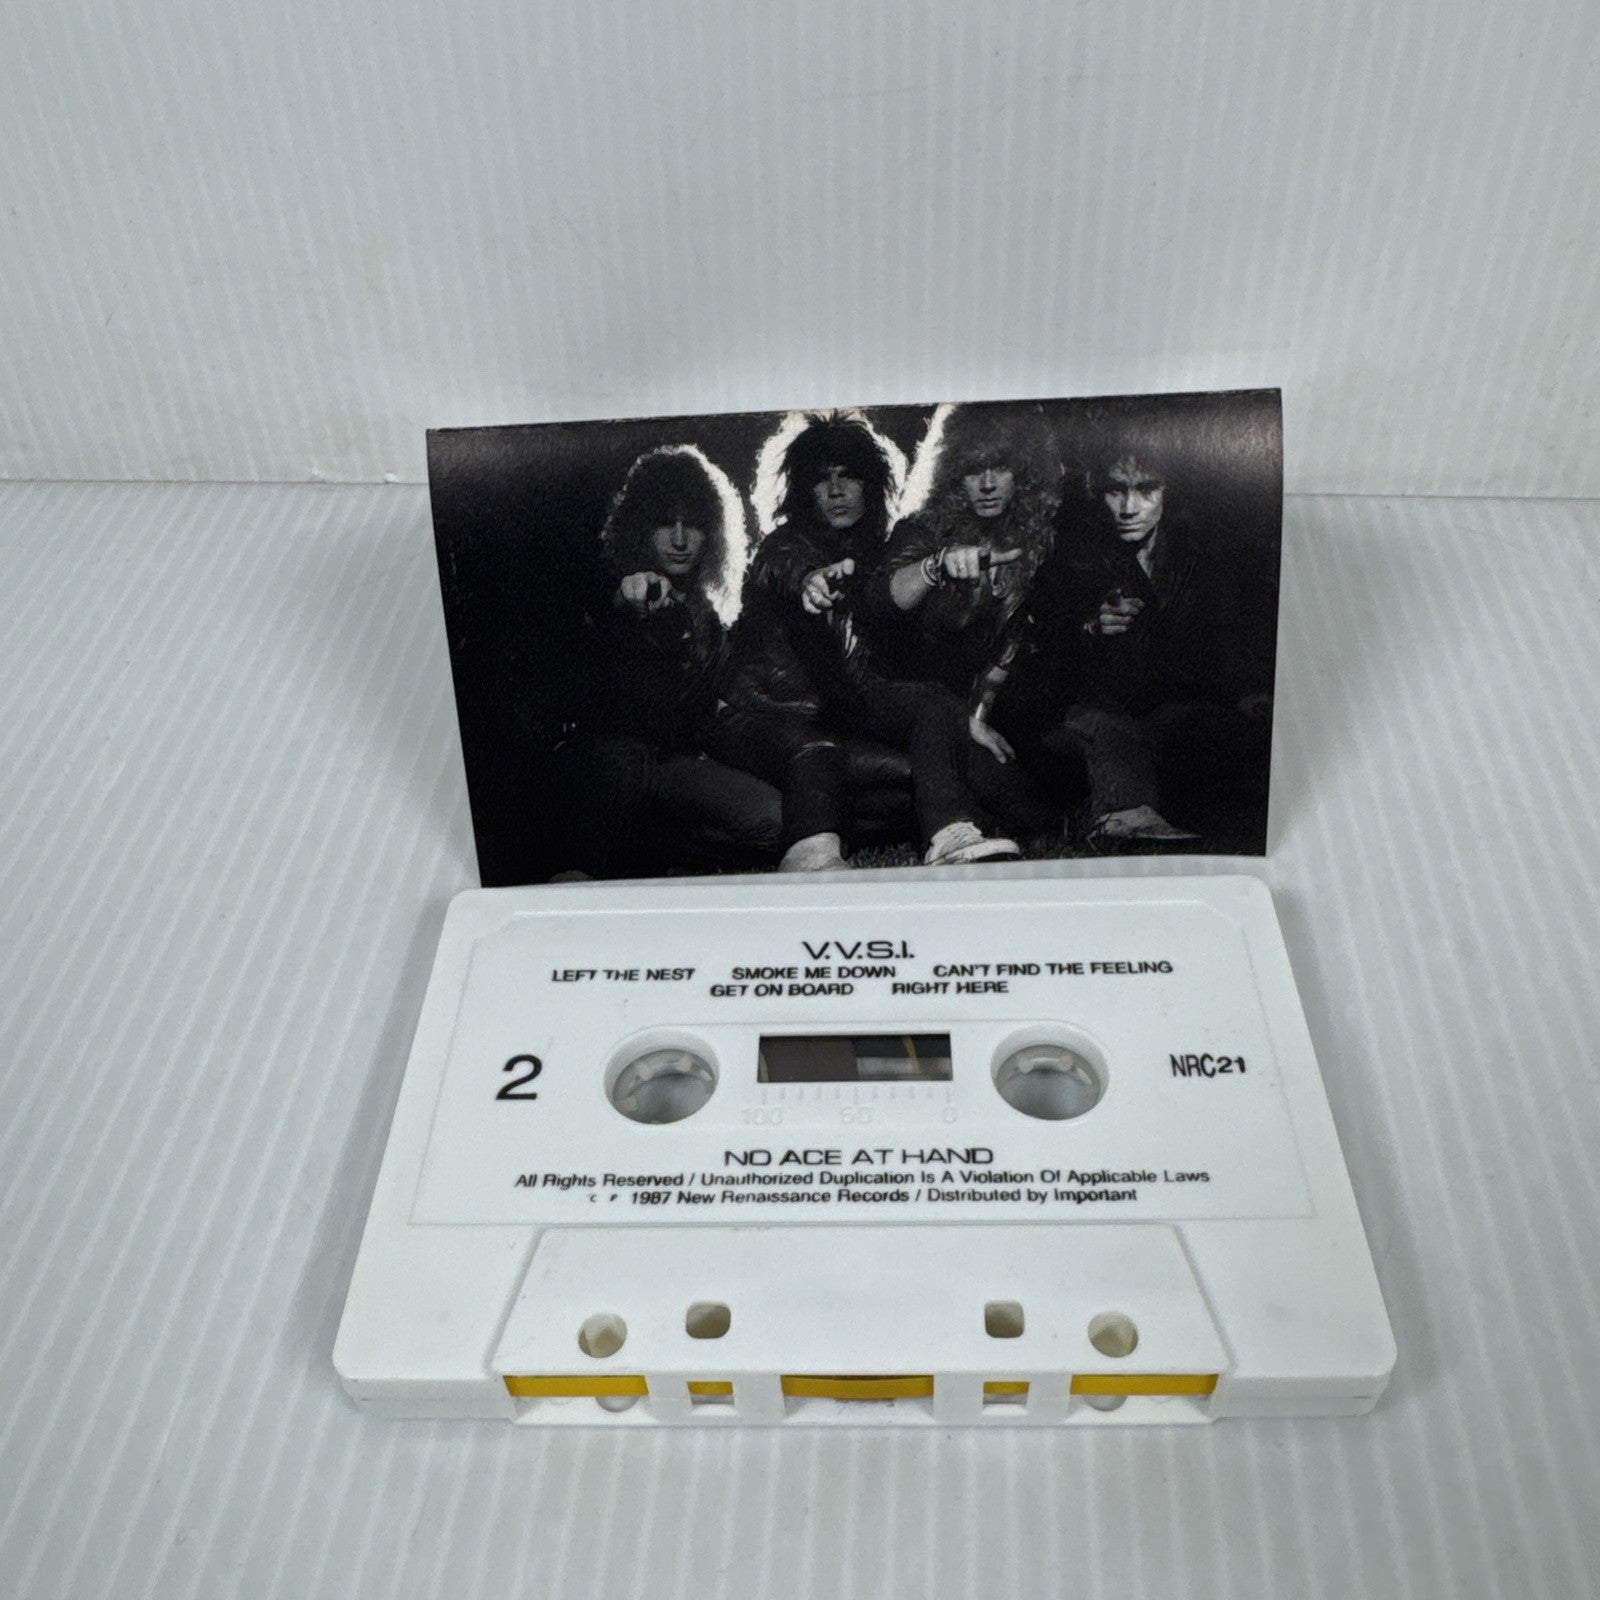 V.V.S.I.
LEFT THE NEST SMOKE ME DOWN CAN'T FIND THE FEELING
GET ON BOARD RIGHT HERE
2
NRC21
100 50 0
NO ACE AT HAND
All Rights Reserved / Unauthorized Duplication Is A Violation Of Applicable Laws
C P 1987 New Renaissance Records / Distributed by Important